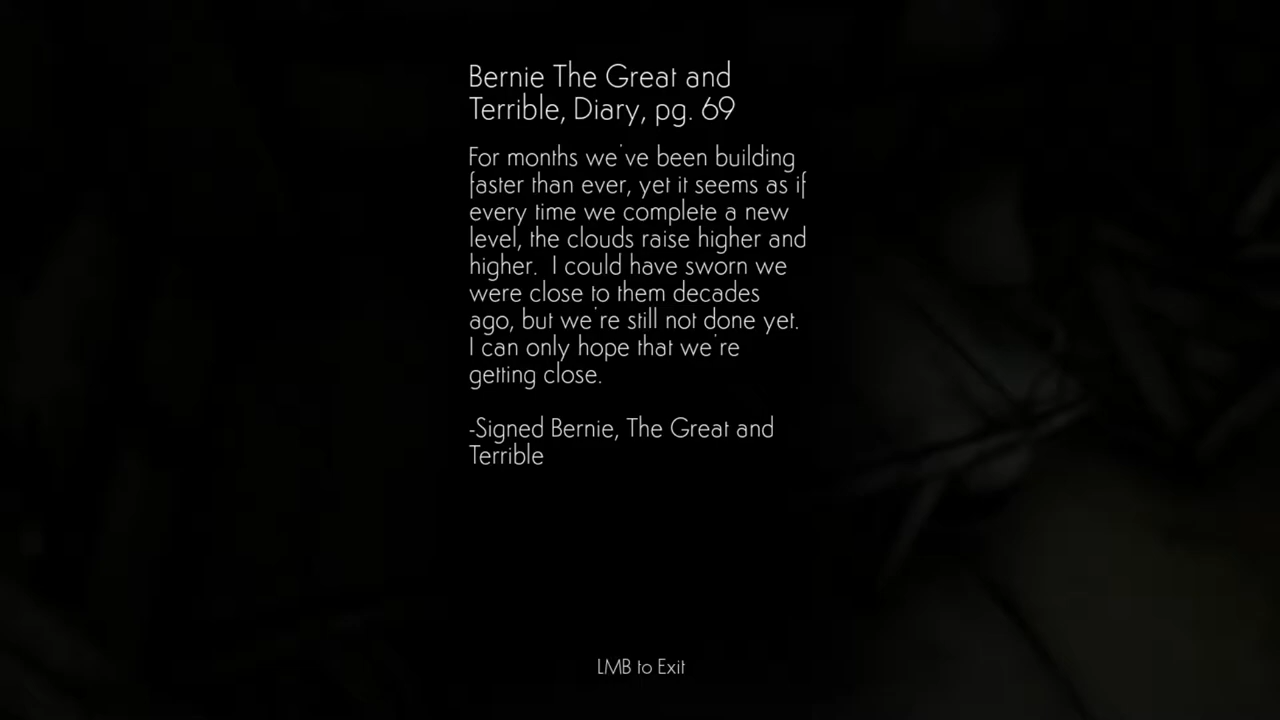 Bernie The Great and
Terrible, Diary, pg. 69
For months we've been building
faster than ever, yet it seems as if
every time we complete a new
level, the clouds raise higher and
higher.  I could have sworn we
were close to them decades
ago, but we're still not done yet.
I can only hope that we're
getting close.
-Signed Bernie, The Great and
Terrible
LMB to Exit